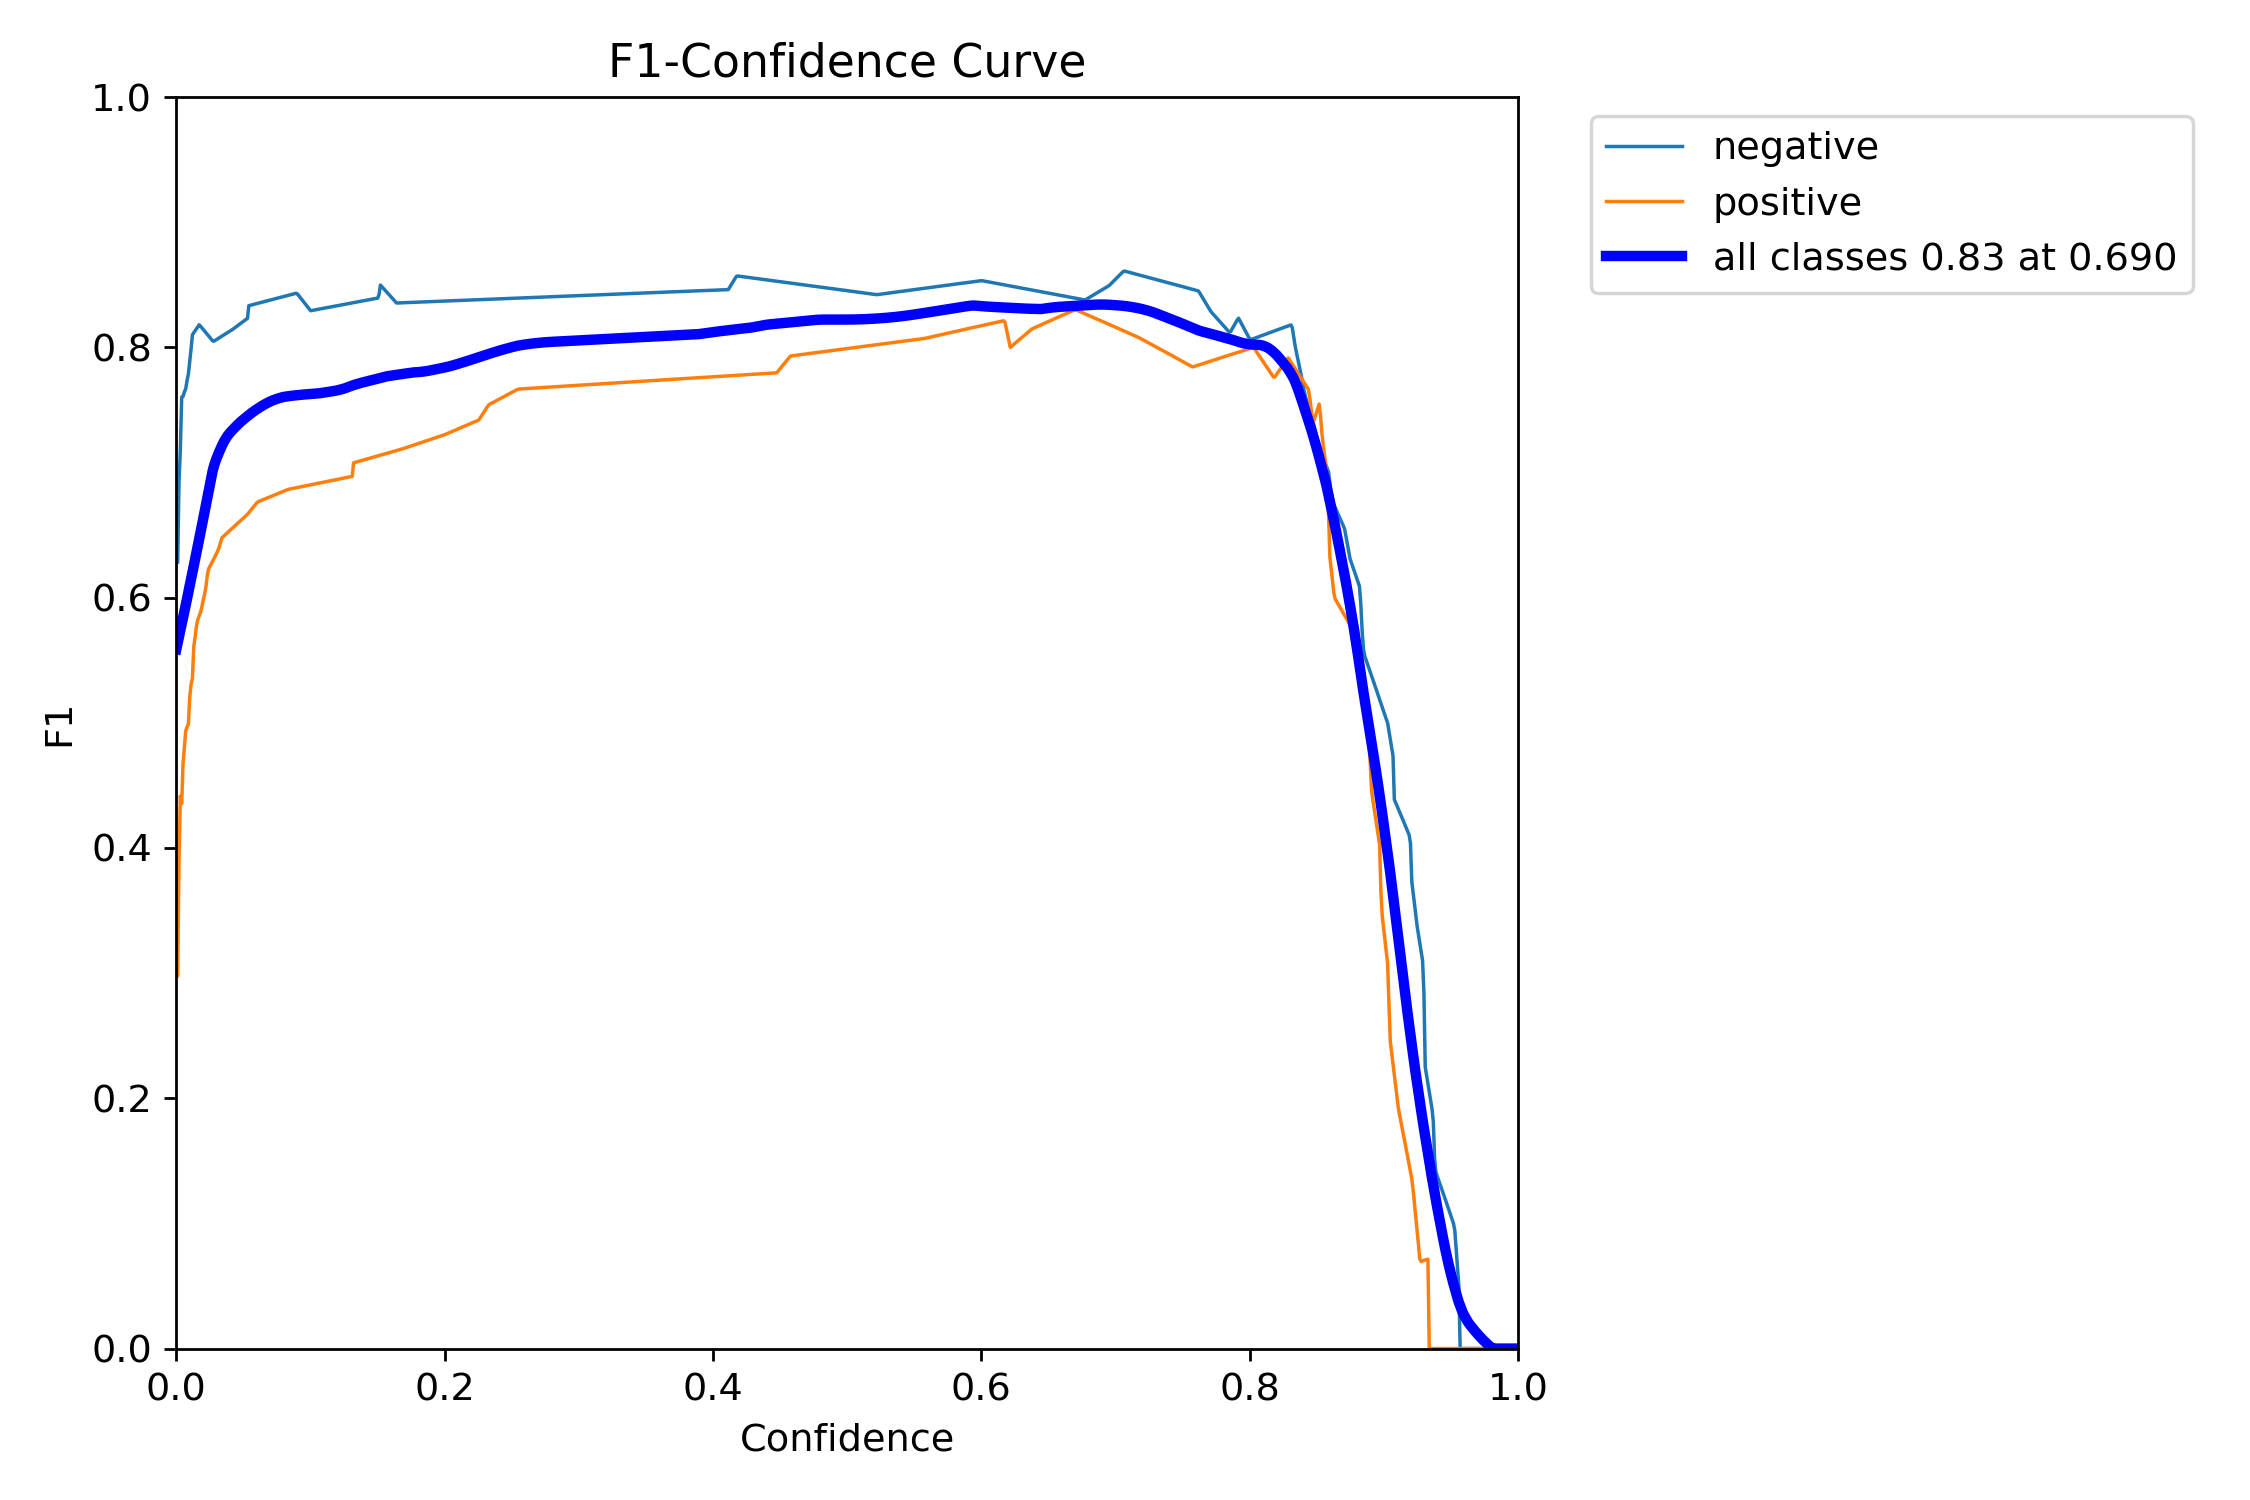 F1-Confidence Curve
1.0
0.8
0.6
0.4
0.2
0.0
F1
0.0 0.2 0.4 0.6 0.8 1.0
Confidence
negative
positive
all classes 0.83 at 0.690